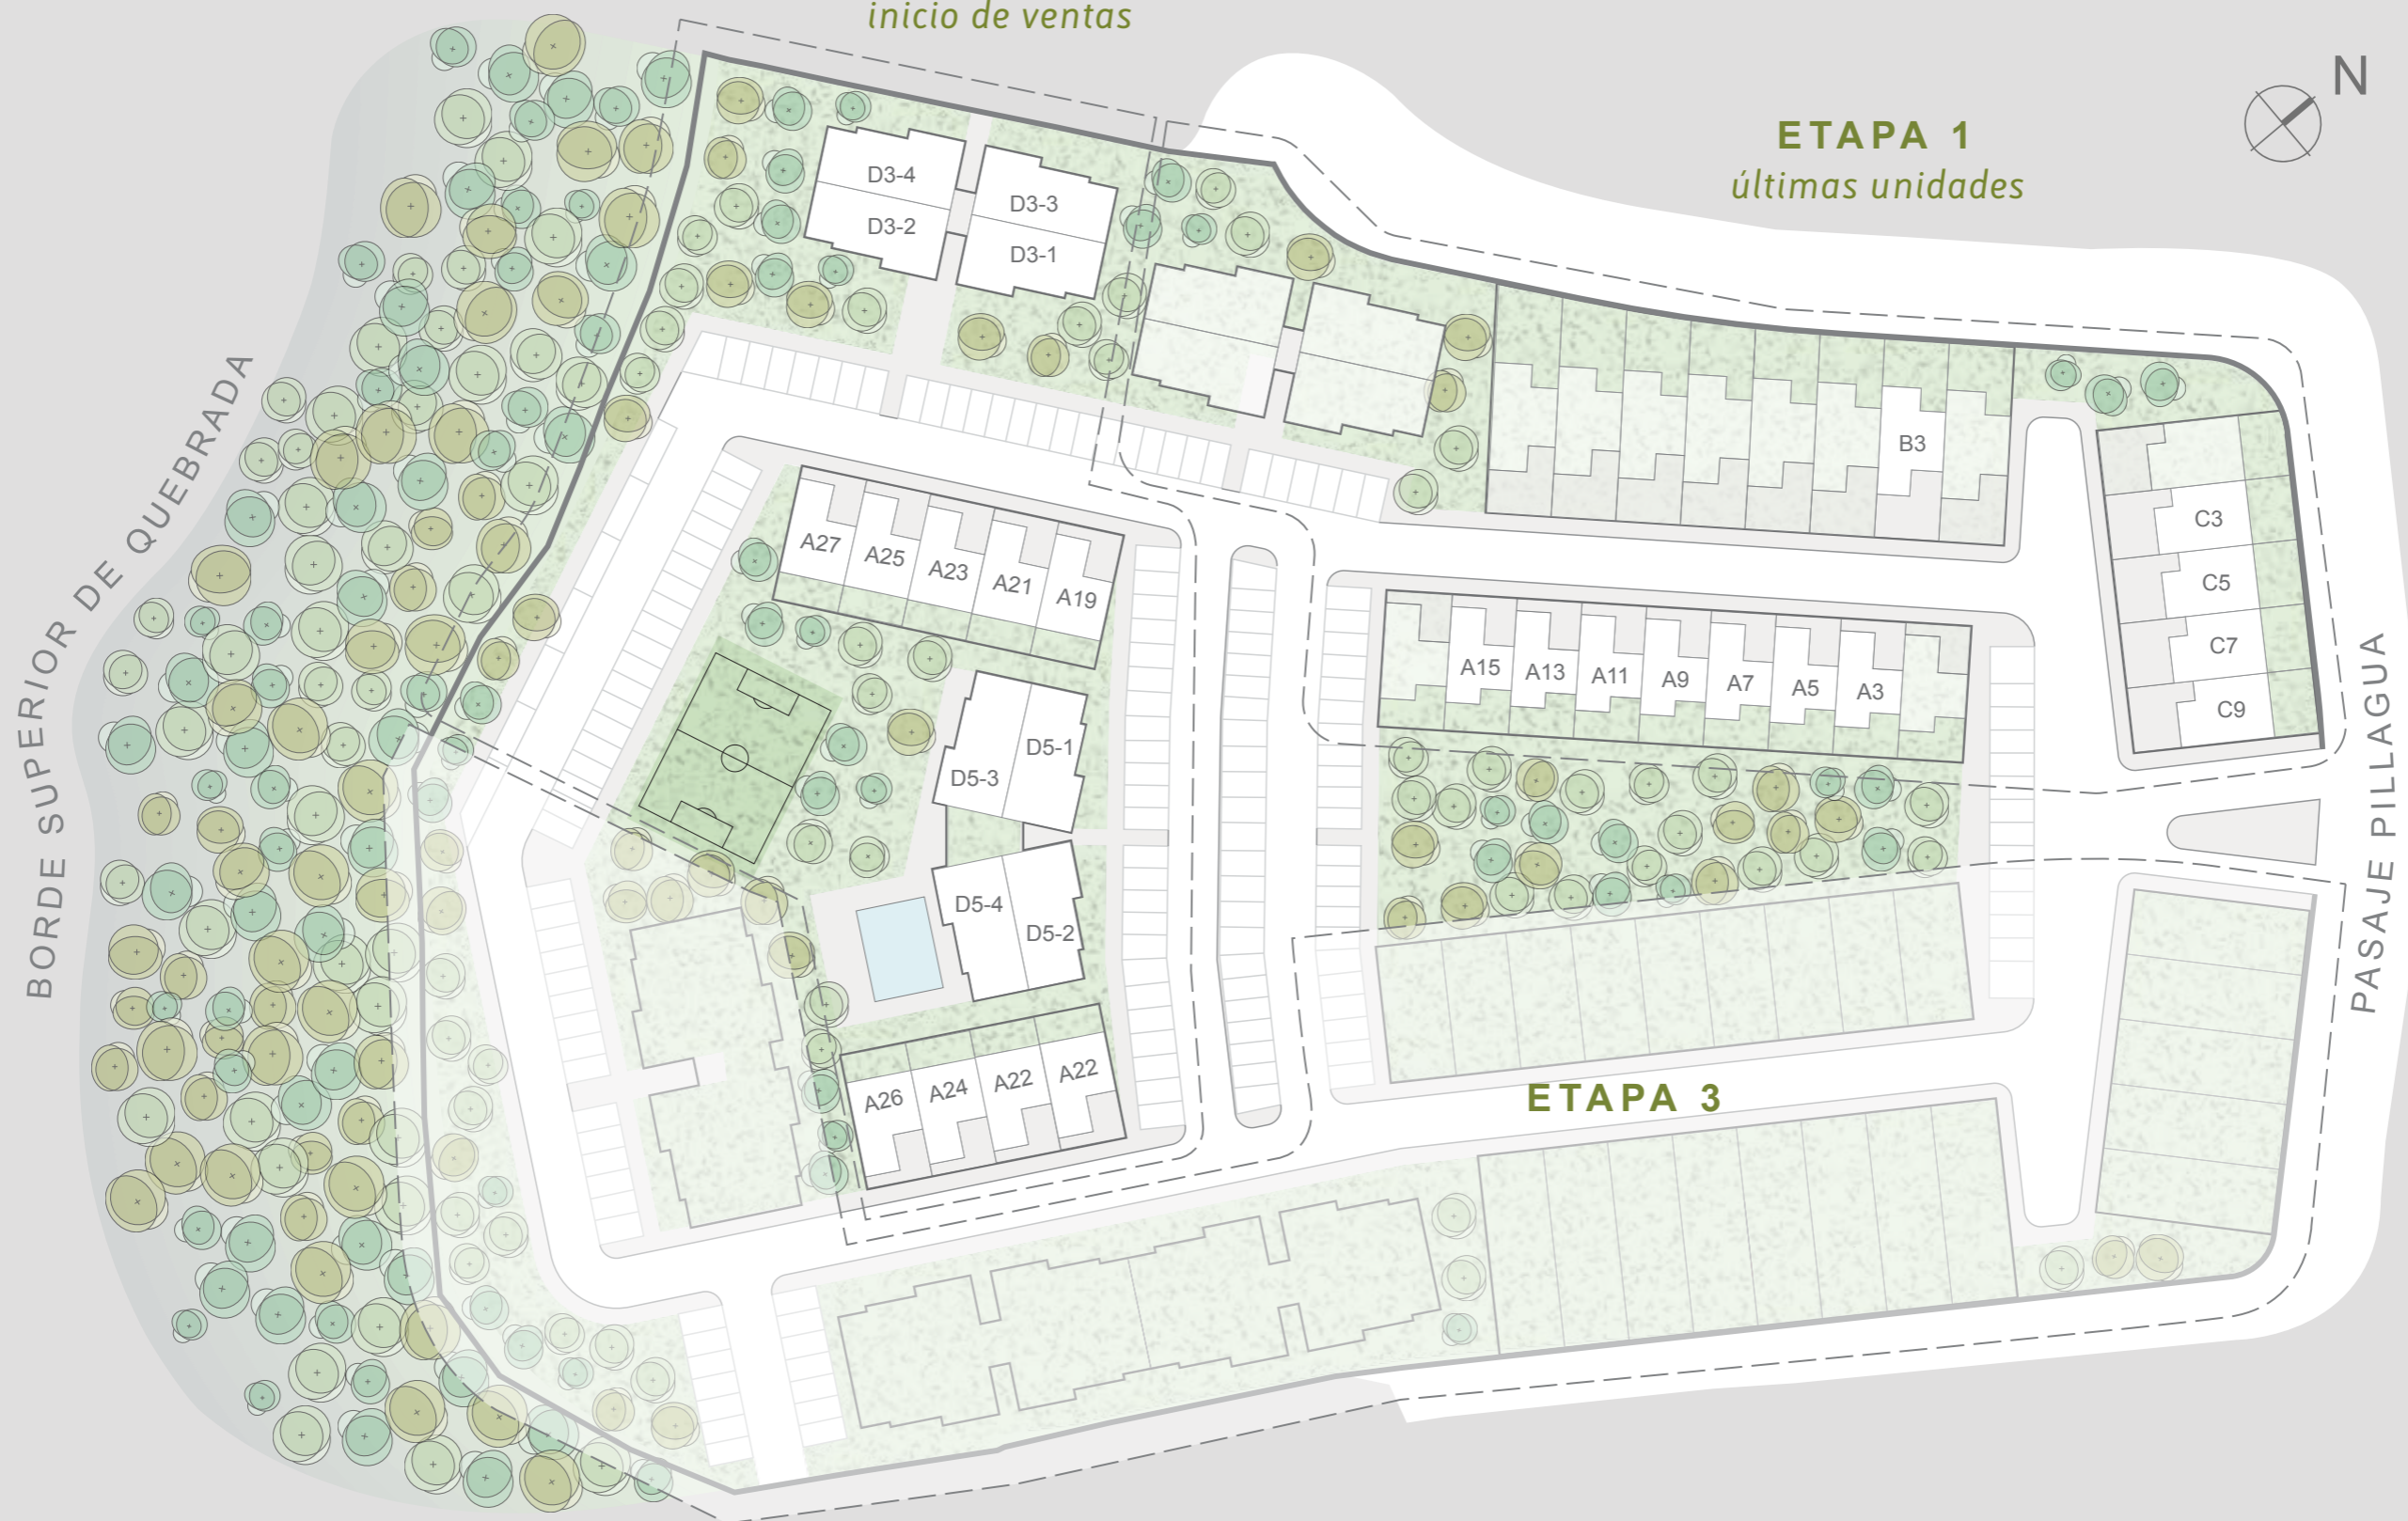 inicio de ventas
N
ETAPA 1
últimas unidades
D3-4
D3-2
D3-3
D3-1
B3
C3
C5
C7
C9
A27
A25
A23
A21
A19
A15
A13
A11
A9
A7
A5
A3
D5-1
D5-3
D5-4
D5-2
A26
A24
A22
A22
ETAPA 3
BORDE SUPERIOR DE QUEBRADA
PASAJE PILLAGUA